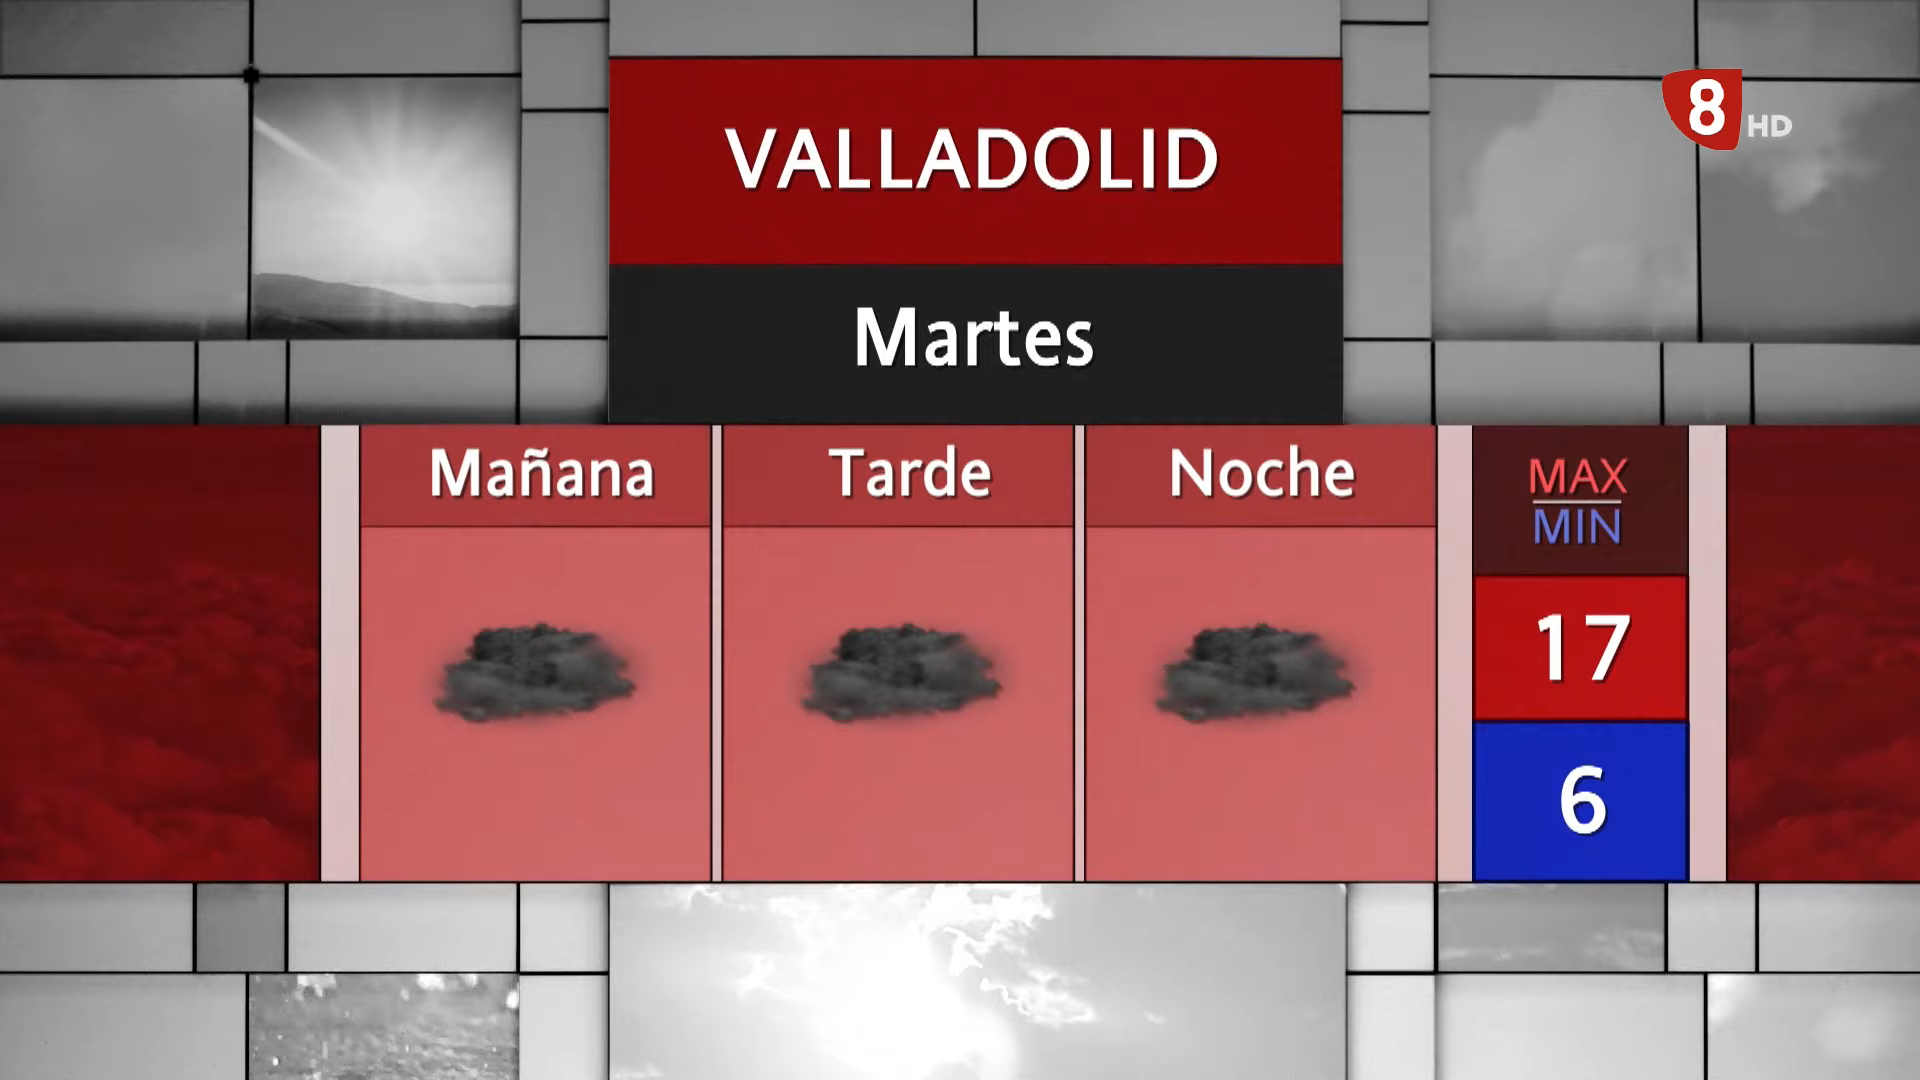 VALLADOLID
8 HD
Martes
Mañana
Tarde
Noche
MAX
MIN
17
6